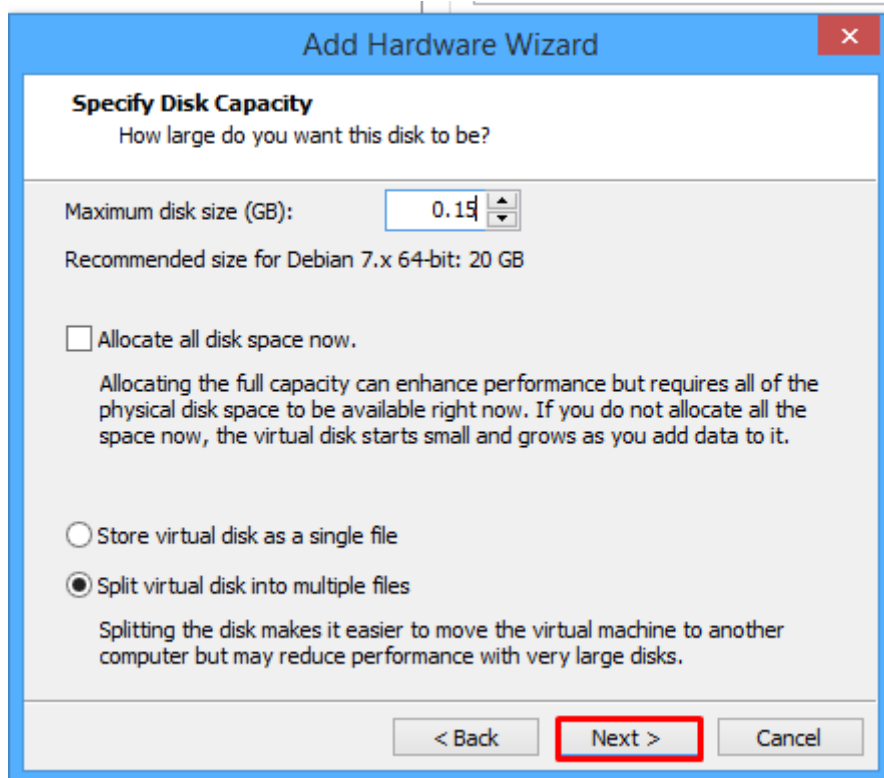 Add Hardware Wizard
Specify Disk Capacity
How large do you want this disk to be?
Maximum disk size (GB): 0.15
Recommended size for Debian 7.x 64-bit: 20 GB
Allocate all disk space now.
Allocating the full capacity can enhance performance but requires all of the
physical disk space to be available right now. If you do not allocate all the
space now, the virtual disk starts small and grows as you add data to it.
Store virtual disk as a single file
Split virtual disk into multiple files
Splitting the disk makes it easier to move the virtual machine to another
computer but may reduce performance with very large disks.
< Back Next > Cancel